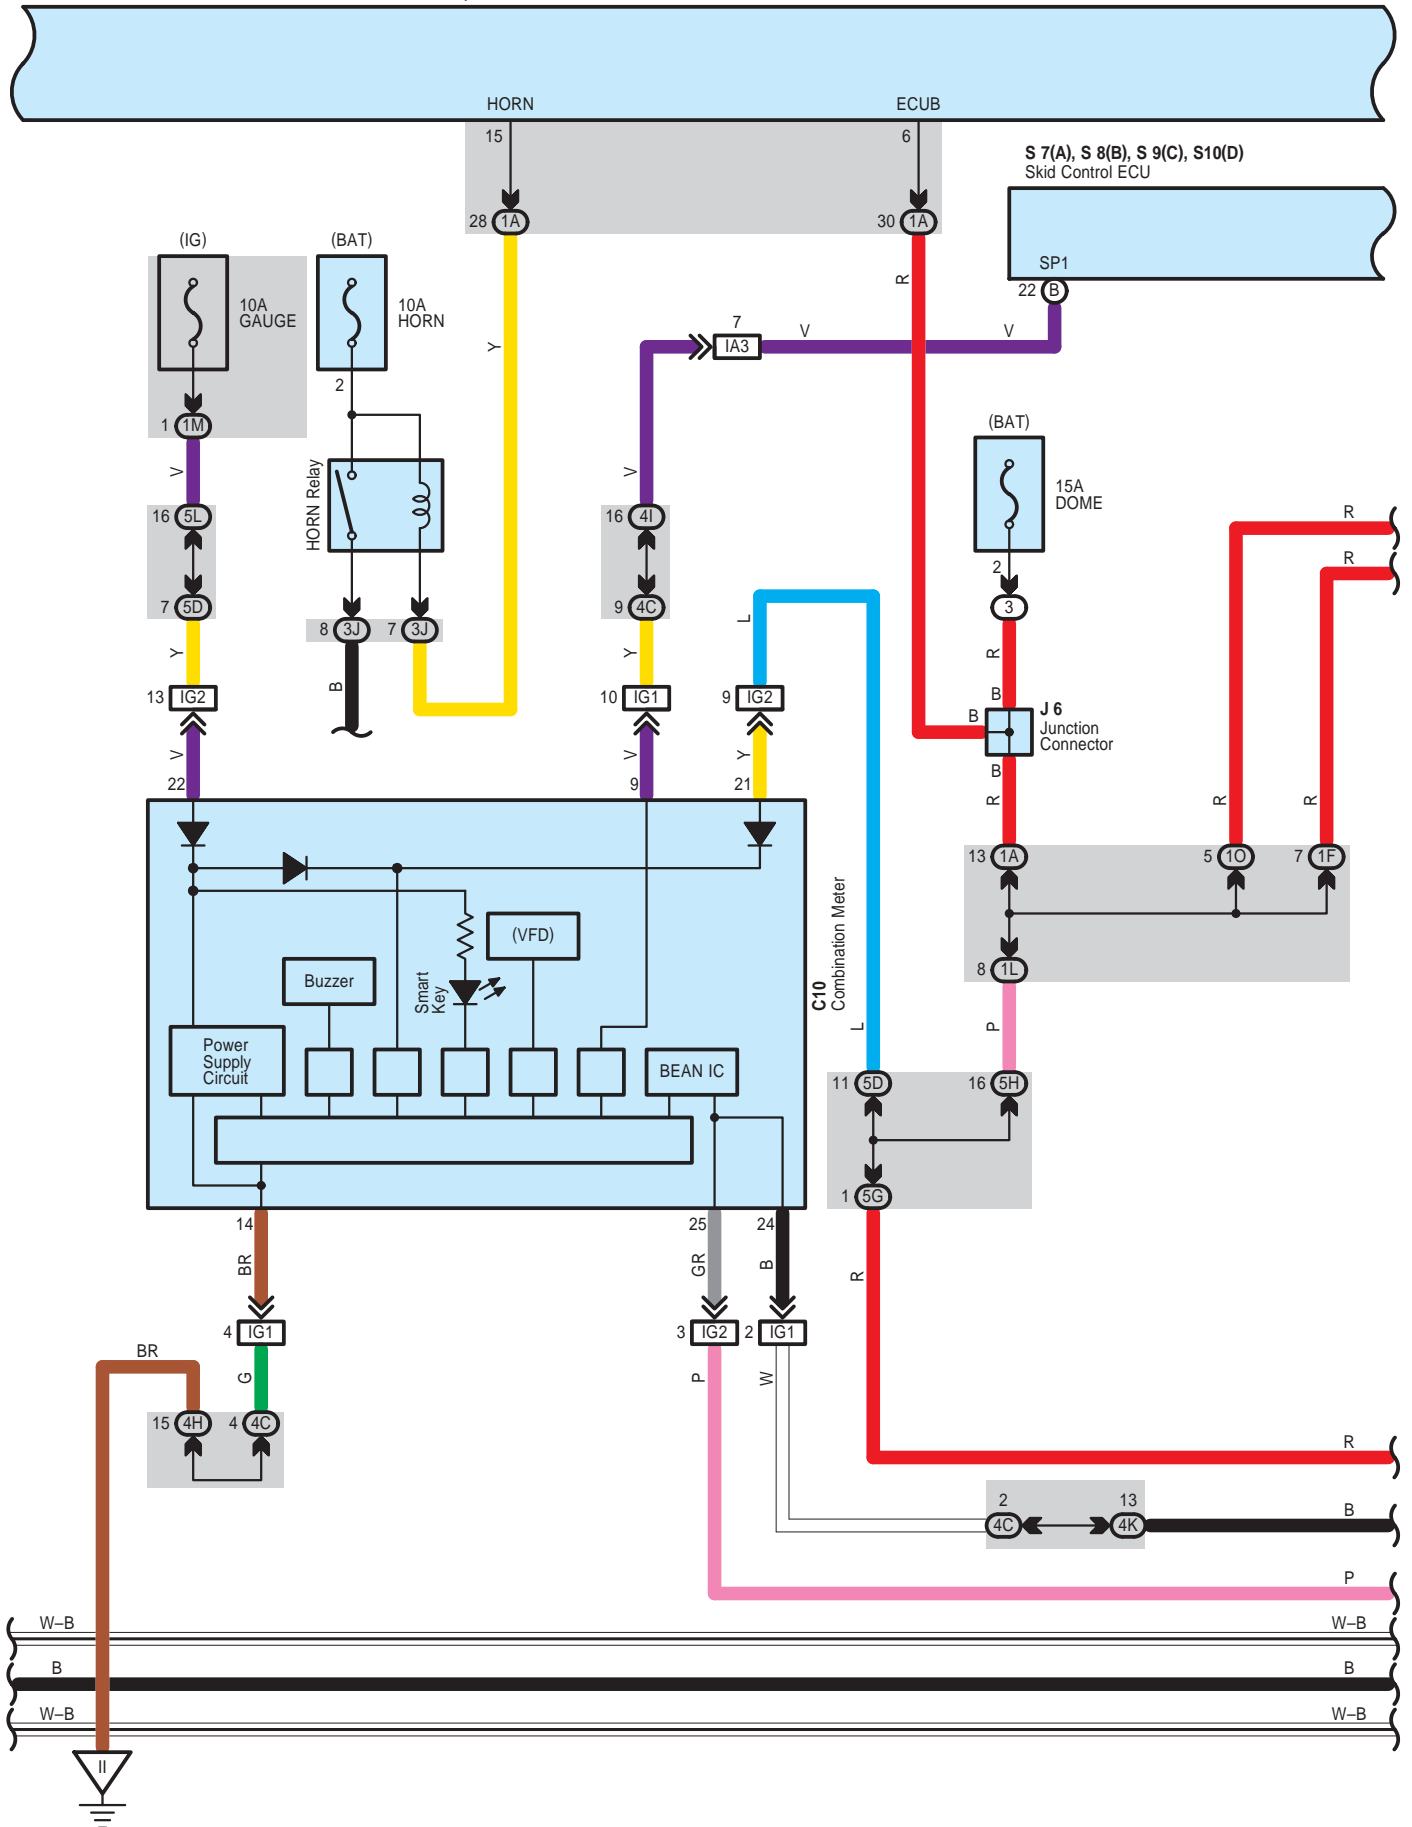 HORN
ECUB
15
6
S 7(A), S 8(B), S 9(C), S10(D)
Skid Control ECU
28 1A
30 1A
(IG)
(BAT)
SP1
22 B
R
10A
GAUGE
10A
HORN
7
IA3
V
V
Y
2
1 1M
(BAT)
V
HORN Relay
V
15A
DOME
16 5L
16 4I
R
R
2
7 5D
9 4C
3
8 3J
7 3J
L
Y
B
Y
R
13 IG2
10 IG1
9 IG2
B
B
J 6
Junction
Connector
V
V
Y
B
22
9
21
R
R
R
13 1A
5 1O
7 1F
C10
Combination Meter
(VFD)
Buzzer
Smart
Key
8 1L
Power
Supply
Circuit
BEAN IC
L
P
11 5D
16 5H
1 5G
14
25
24
BR
GR
B
R
4 IG1
3 IG2
2 IG1
BR
G
P
W
15 4H
4 4C
R
2
13
4C
4K
B
P
W–B
W–B
B
B
W–B
W–B
II